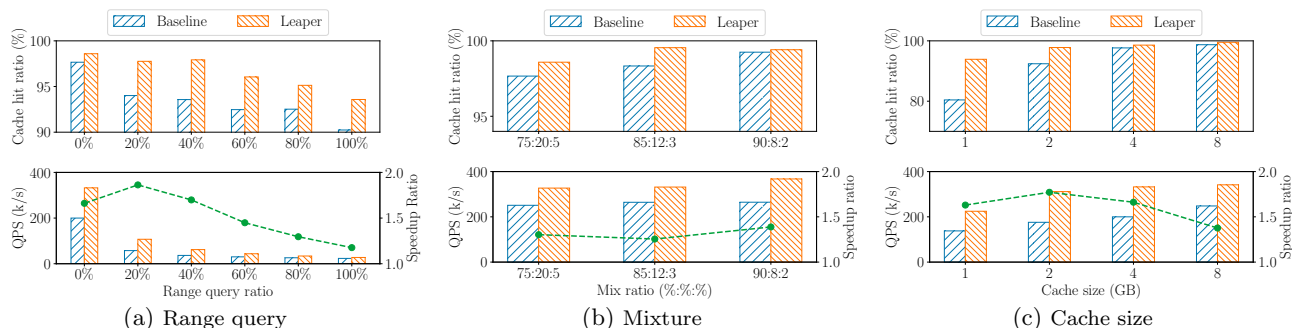 Baseline Leaper
Cache hit ratio (%)
100
95
90
0% 20% 40% 60% 80% 100%
QPS (k/s)
400
200
0
2.0
1.5
1.0
Speedup Ratio
0% 20% 40% 60% 80% 100%
Range query ratio
(a) Range query
Baseline Leaper
Cache hit ratio (%)
100
95
75:20:5 85:12:3 90:8:2
QPS (k/s)
400
200
0
2.0
1.5
1.0
Speedup ratio
75:20:5 85:12:3 90:8:2
Mix ratio (%:%:%)
(b) Mixture
Baseline Leaper
Cache hit ratio (%)
100
80
1 2 4 8
QPS (k/s)
400
200
0
2.0
1.5
1.0
Speedup ratio
1 2 4 8
Cache size (GB)
(c) Cache size